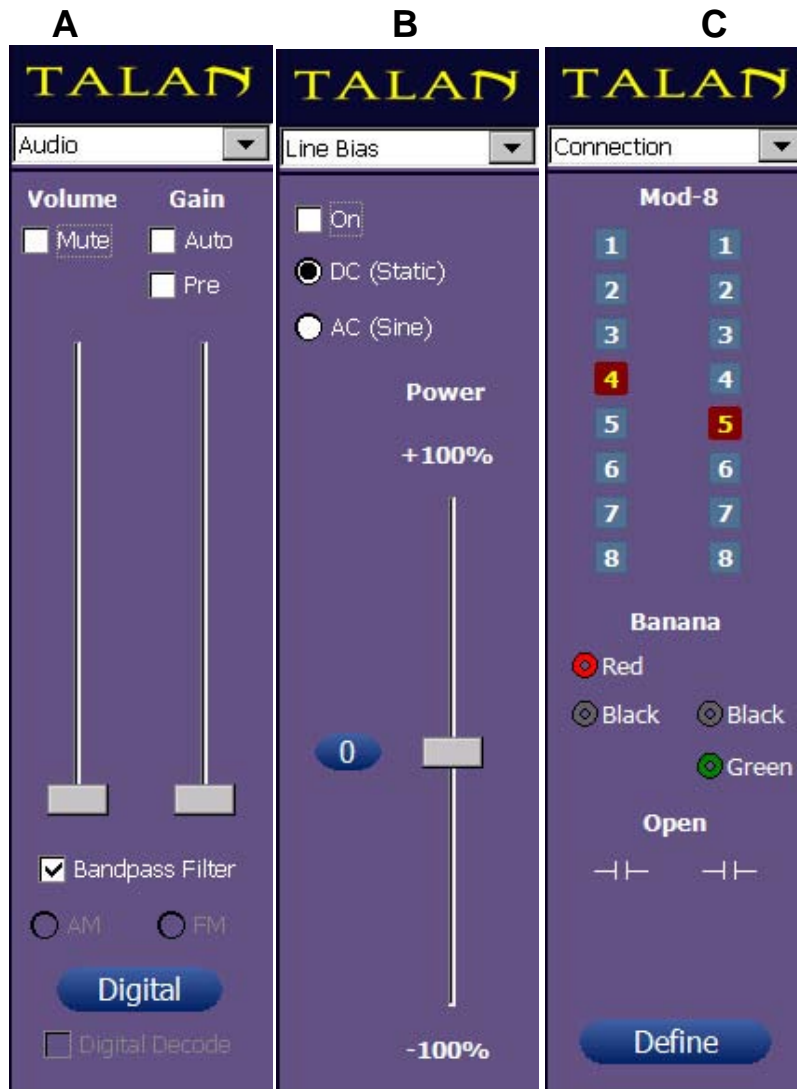 A
TALAN
Audio
Volume Gain
Mute Auto
Pre
Bandpass Filter
AM FM
Digital
Digital Decode
B
TALAN
Line Bias
On
DC (Static)
AC (Sine)
Power
+100%
0
-100%
C
TALAN
Connection
Mod-8
1 1
2 2
3 3
4 4
5 5
6 6
7 7
8 8
Banana
Red
Black Black
Green
Open
Define